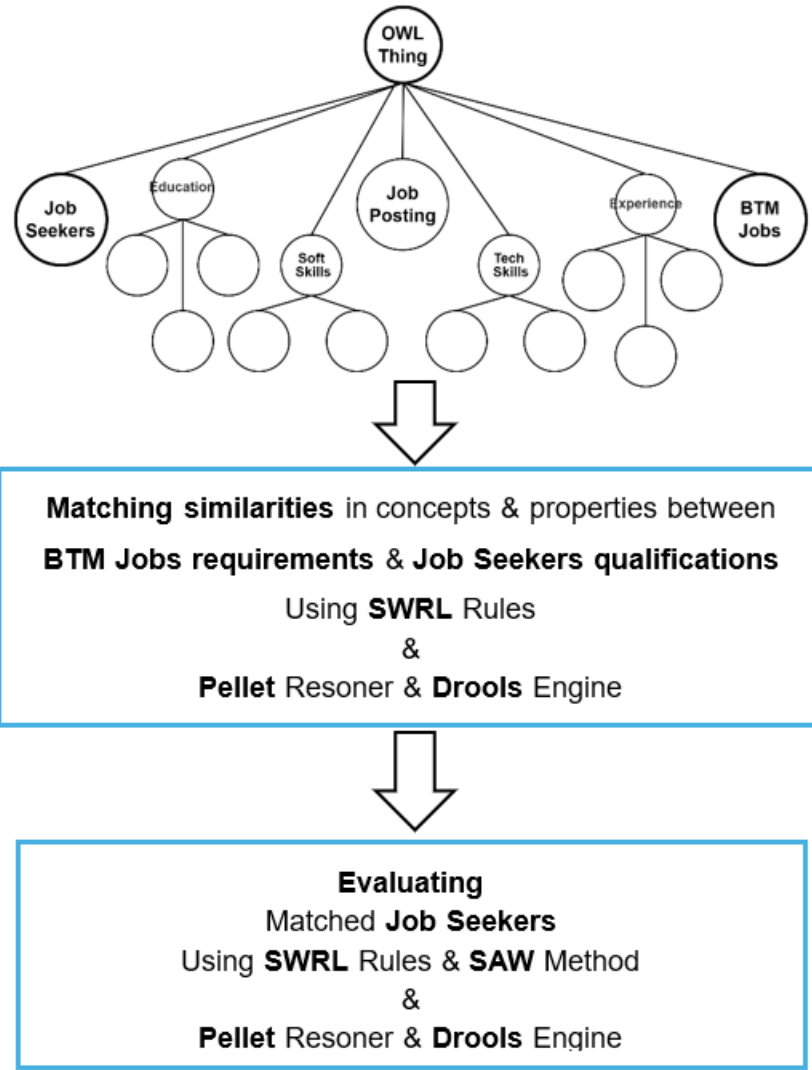 OWL
Thing
Job
Seekers
Education
Job
Posting
Experience
BTM
Jobs
Soft
Skills
Tech
Skills
Matching similarities in concepts & properties between
BTM Jobs requirements & Job Seekers qualifications
Using SWRL Rules
&
Pellet Resoner & Drools Engine
Evaluating
Matched Job Seekers
Using SWRL Rules & SAW Method
&
Pellet Resoner & Drools Engine